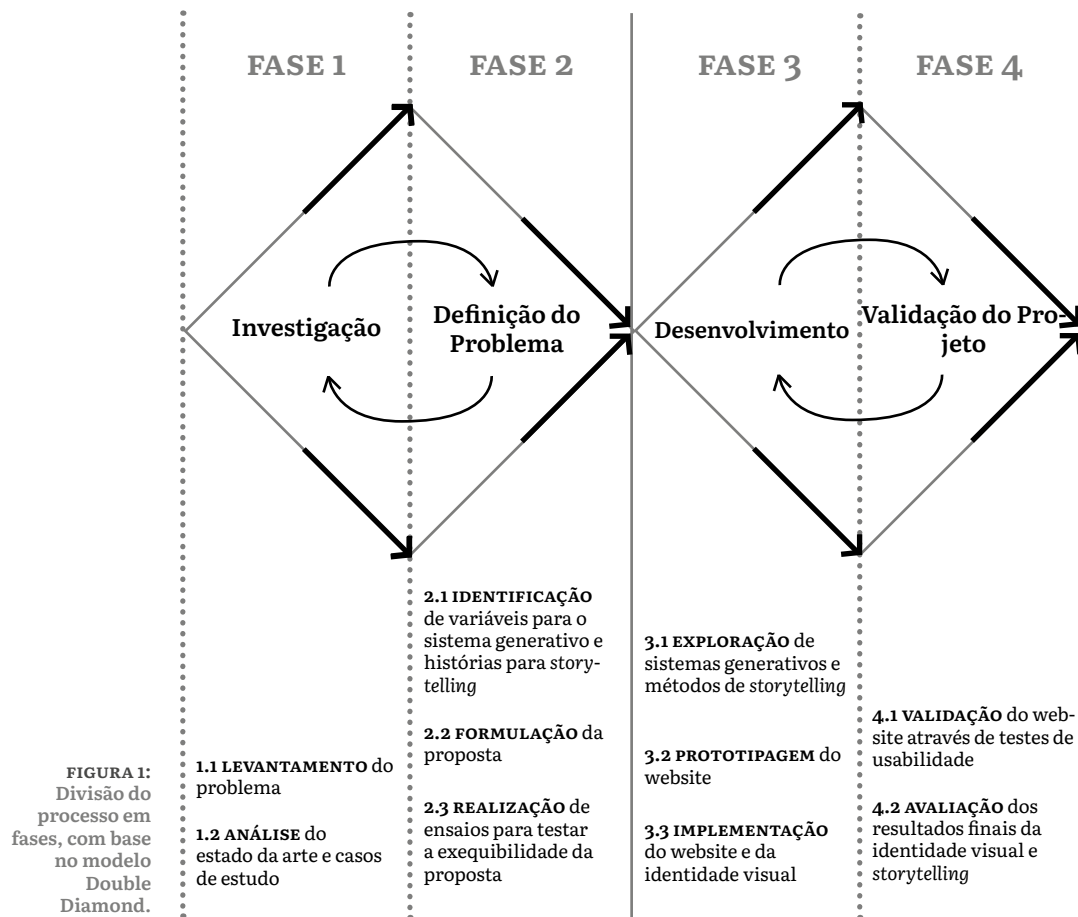 FASE 1
FASE 2
FASE 3
FASE 4
Investigação
Definição do
Problema
Desenvolvimento
Validação do Pro-
jeto
FIGURA 1:
Divisão do
processo em
fases, com base
no modelo
Double
Diamond.
1.1 LEVANTAMENTO do
problema
1.2 ANÁLISE do
estado da arte e casos
de estudo
2.1 IDENTIFICAÇÃO
de variáveis para o
sistema generativo e
histórias para story-
telling
2.2 FORMULAÇÃO da
proposta
2.3 REALIZAÇÃO de
ensaios para testar
a exequibilidade da
proposta
3.1 EXPLORAÇÃO de
sistemas generativos e
métodos de storytelling
3.2 PROTOTIPAGEM do
website
3.3 IMPLEMENTAÇÃO
do website e da
identidade visual
4.1 VALIDAÇÃO do web-
site através de testes de
usabilidade
4.2 AVALIAÇÃO dos
resultados finais da
identidade visual e
storytelling